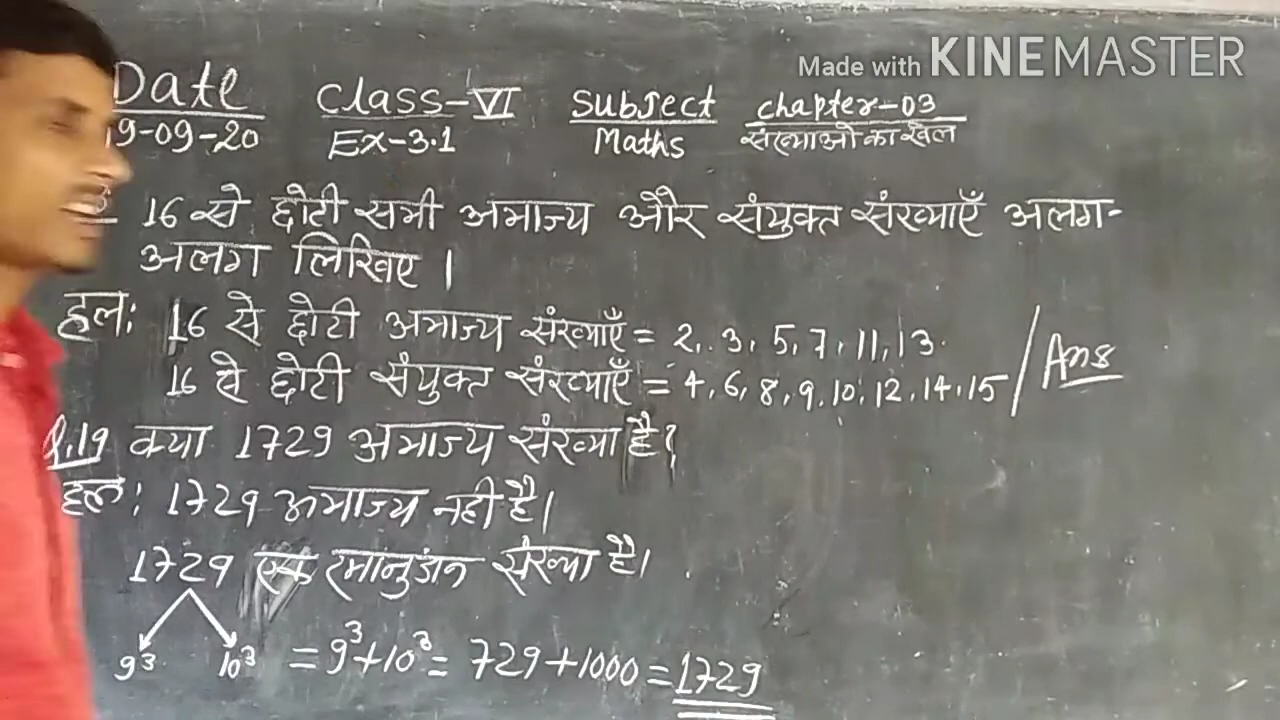 Made with KINEMASTER
Date Class-VI Subject chapter-03
19-09-20 Ex-3.1 Maths संख्याओ का खेल
16 से छोटी सभी अभाज्य और संयुक्त संख्याएँ अलग-
अलग लिखिए ।
हल: 16 से छोटी अभाज्य संख्याएँ = 2, 3, 5, 7, 11, 13.
16 से छोटी संयुक्त संख्याएँ = 4, 6, 8, 9, 10, 12, 14, 15 / Ans
Q.19 क्या 1729 अभाज्य संख्या है?
हल: 1729 अभाज्य नही है।
1729 एक रमानुजान संख्या है।
9³ 10³ = 9³+10³ = 729+1000 = 1729